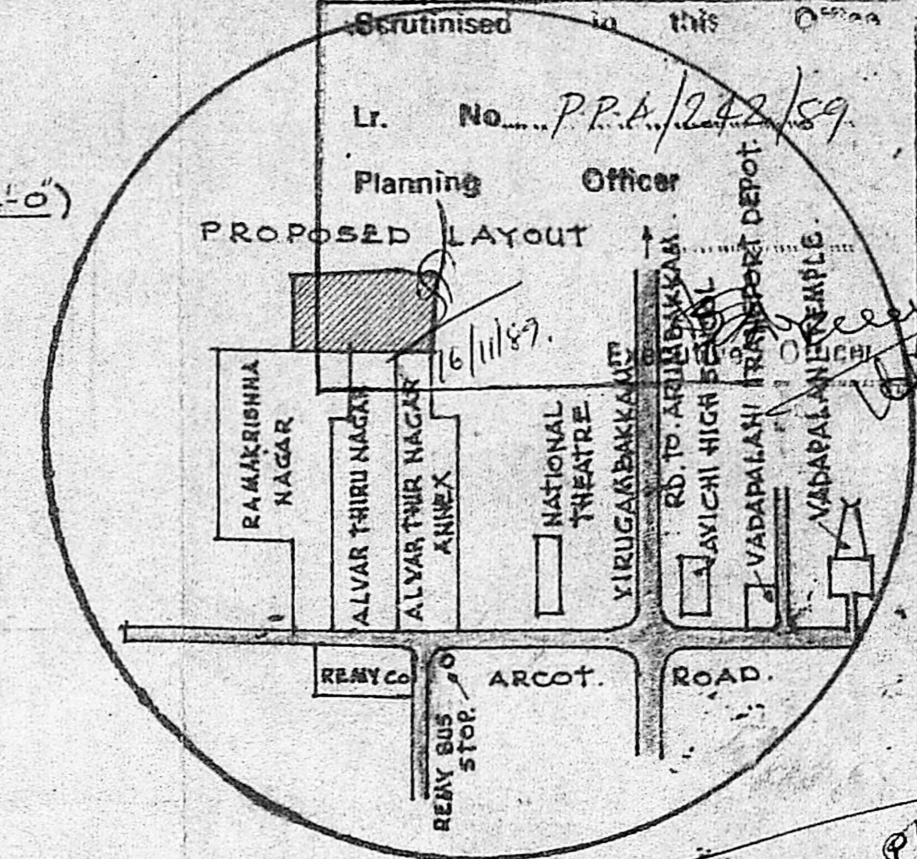 Scrutinised in this
Lr. No..... P.P.A/242/89.
Planning Officer
-0")
PROPOSED LAYOUT
16/11/89.
RAMAKRISHNA
NAGAR
ALVAR THIRU NAGAR
ALVAR THIR NAGAR
ANNEX
NATIONAL
THEATRE
VIRUGAMBAKKAM
RD. TO. ARUMBAKKAM.
AVICHI HIGH SCHOOL
VADAPALANI TRANSPORT DEPOT.
VADAPALANI TEMPLE.
REMY Co
ARCOT. ROAD.
REMY BUS
STOP.